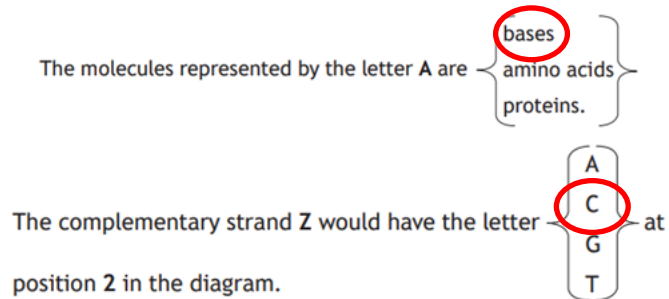 bases
The molecules represented by the letter A are amino acids
proteins.
A
C
The complementary strand Z would have the letter at
G
position 2 in the diagram.
T